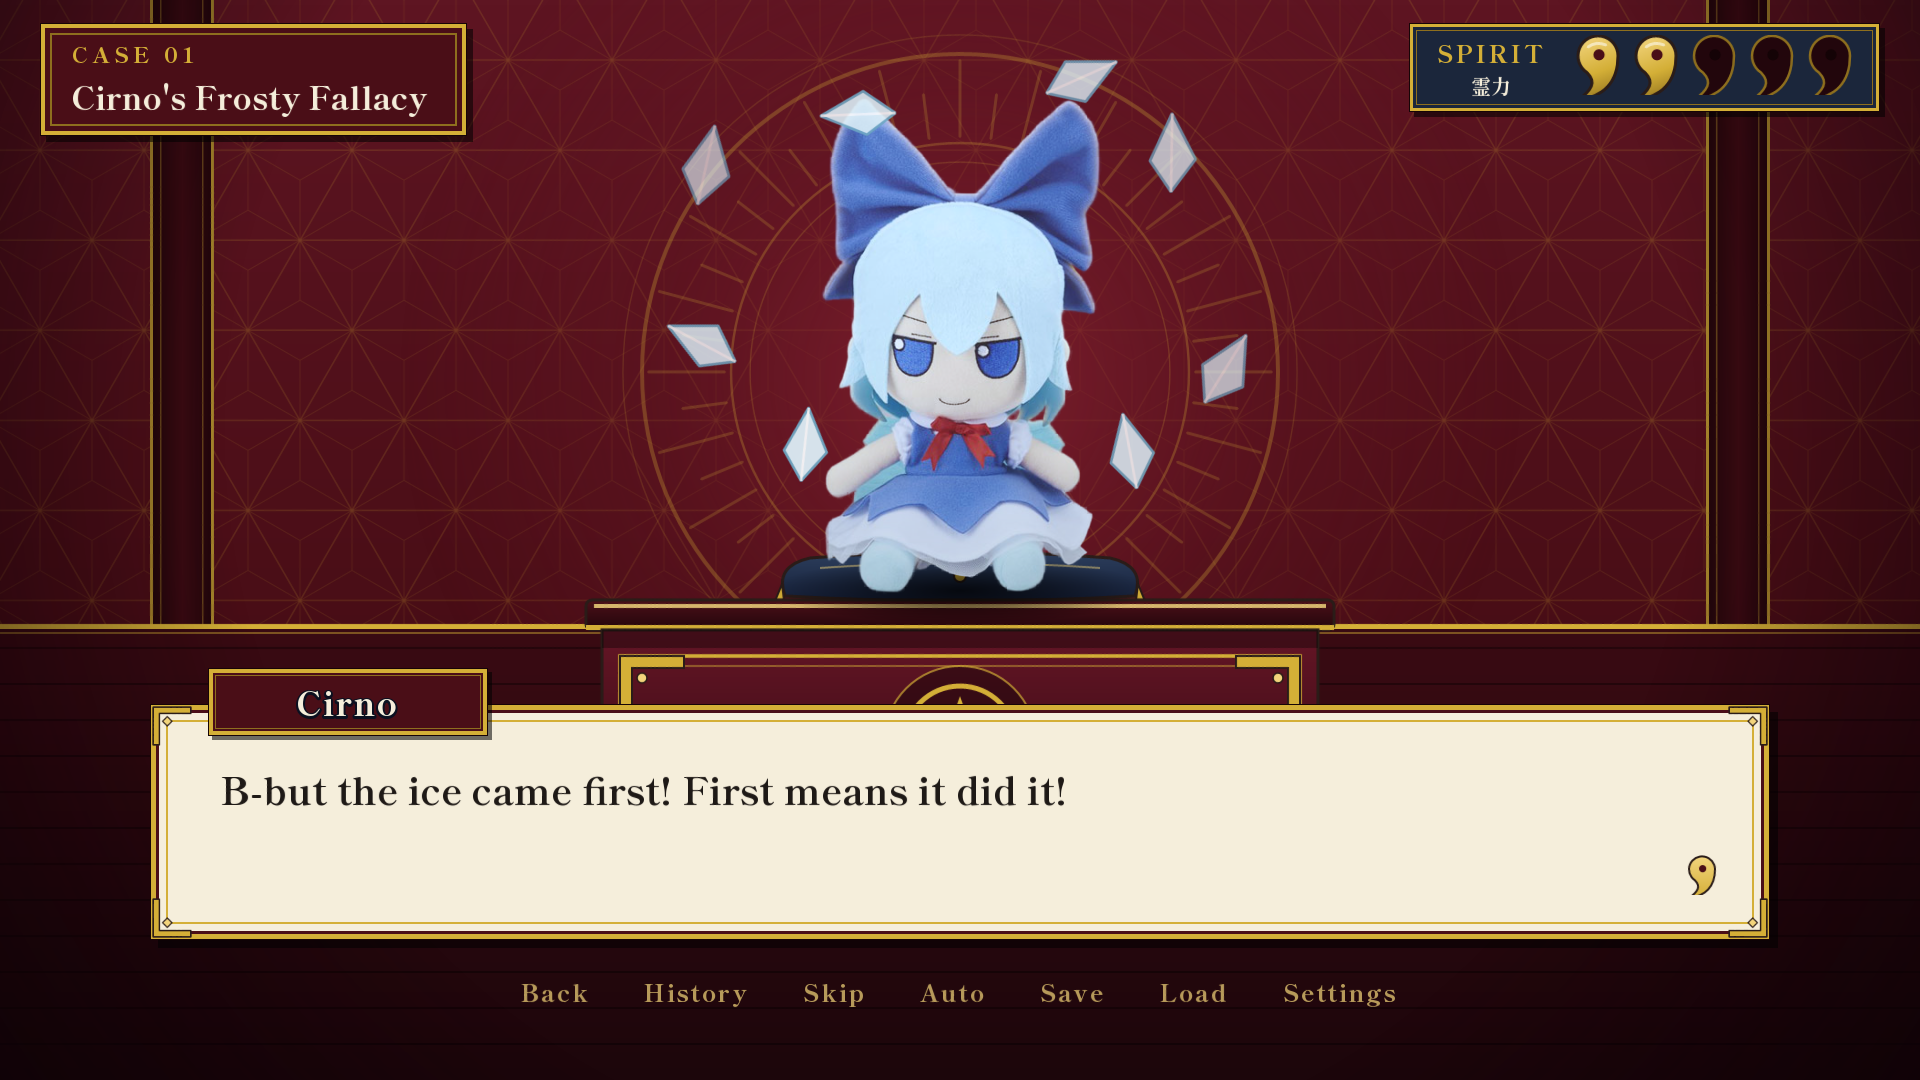 CASE 01
Cirno's Frosty Fallacy
SPIRIT
霊力
Cirno
B-but the ice came first! First means it did it!
Back History Skip Auto Save Load Settings